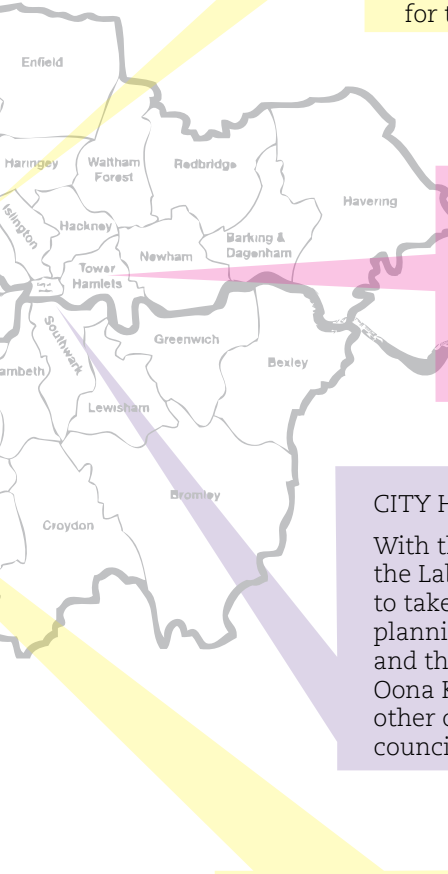 for t
Enfield
Haringey
Waltham
Forest
Redbridge
Havering
Islington
Hackney
Barking &
Dagenham
Newham
Tower
Hamlets
Southwark
Greenwich
Bexley
ambeth
Lewisham
Bromley
Croydon
CITY H
With th
the Lab
to take
planni
and th
Oona K
other c
counci